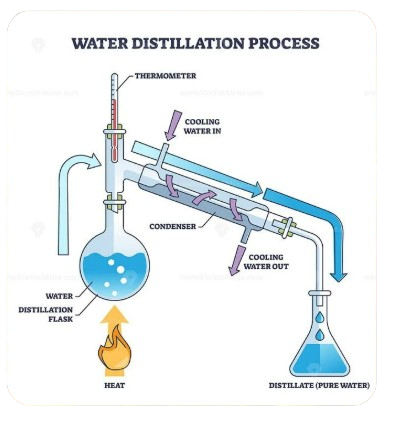 WATER DISTILLATION PROCESS
THERMOMETER
COOLING
WATER IN
CONDENSER
COOLING
WATER OUT
WATER
DISTILLATION
FLASK
HEAT
DISTILLATE (PURE WATER)